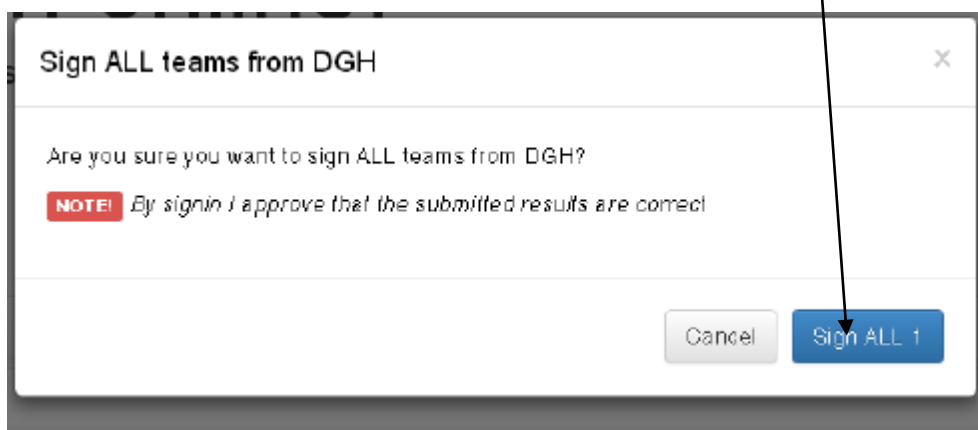 Sign ALL teams from DGH
×
Are you sure you want to sign ALL teams from DGH?
NOTE! By signin I approve that the submitted results are correct
Cancel
Sign ALL 1